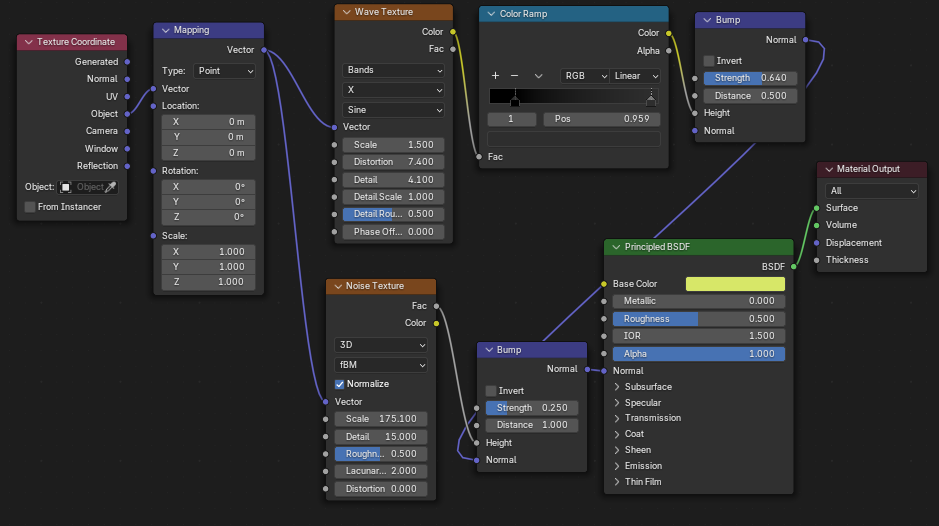 Texture Coordinate
Generated
Normal
UV
Object
Camera
Window
Reflection
Object: Object
From Instancer
Mapping
Vector
Type: Point
Vector
Location:
X 0 m
Y 0 m
Z 0 m
Rotation:
X 0°
Y 0°
Z 0°
Scale:
X 1.000
Y 1.000
Z 1.000
Wave Texture
Color
Fac
Bands
X
Sine
Vector
Scale 1.500
Distortion 7.400
Detail 4.100
Detail Scale 1.000
Detail Rou... 0.500
Phase Off... 0.000
Color Ramp
Color
Alpha
RGB Linear
1 Pos 0.959
Fac
Bump
Normal
Invert
Strength 0.640
Distance 0.500
Height
Normal
Material Output
All
Surface
Volume
Displacement
Thickness
Noise Texture
Fac
Color
3D
fBM
Normalize
Vector
Scale 175.100
Detail 15.000
Roughn... 0.500
Lacunar... 2.000
Distortion 0.000
Bump
Normal
Invert
Strength 0.250
Distance 1.000
Height
Normal
Principled BSDF
BSDF
Base Color
Metallic 0.000
Roughness 0.500
IOR 1.500
Alpha 1.000
Normal
Subsurface
Specular
Transmission
Coat
Sheen
Emission
Thin Film